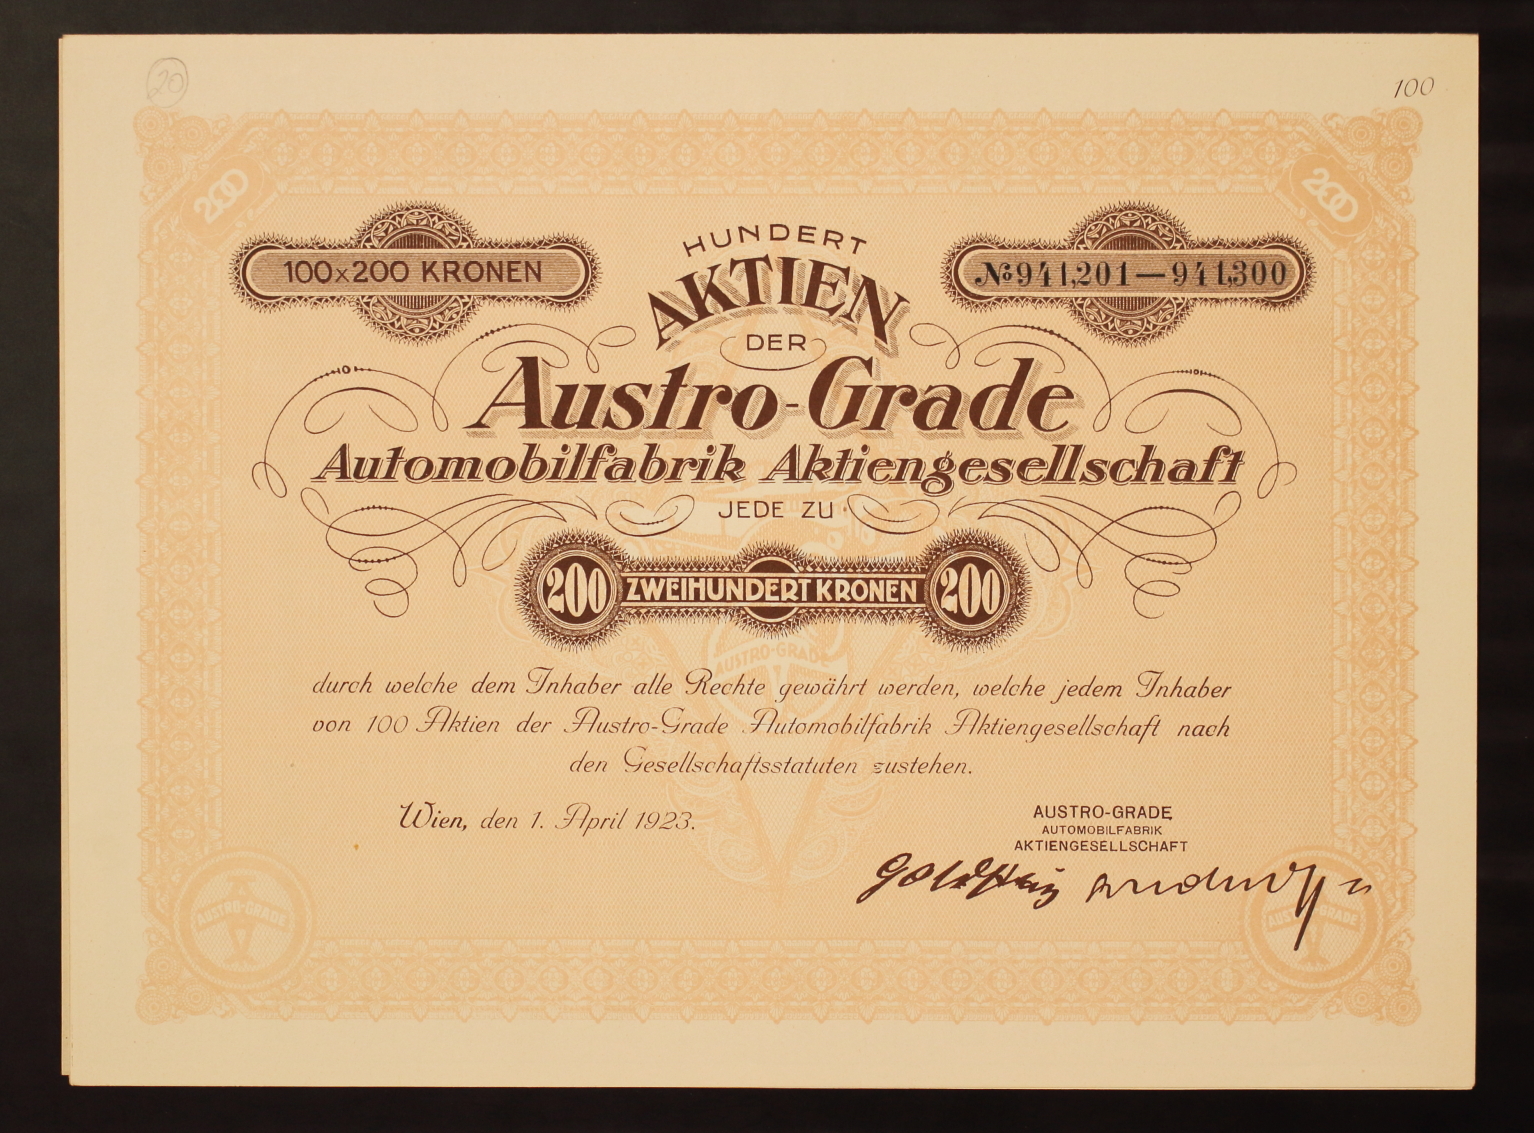 20
100
200
200
HUNDERT
100x200 KRONEN
№941,201—941,300
AKTIEN
DER
Austro-Grade
Automobilfabrik Aktiengesellschaft
JEDE ZU
200 ZWEIHUNDERT KRONEN 200
AUSTRO-GRADE
durch welche dem Inhaber alle Rechte gewährt werden, welche jedem Inhaber
von 100 Aktien der Austro-Grade Automobilfabrik Aktiengesellschaft nach
den Gesellschaftsstatuten zustehen.
Wien, den 1. April 1923.
AUSTRO-GRADE
AUTOMOBILFABRIK
AKTIENGESELLSCHAFT
AUSTRO-GRADE
AUSTRO-GRADE